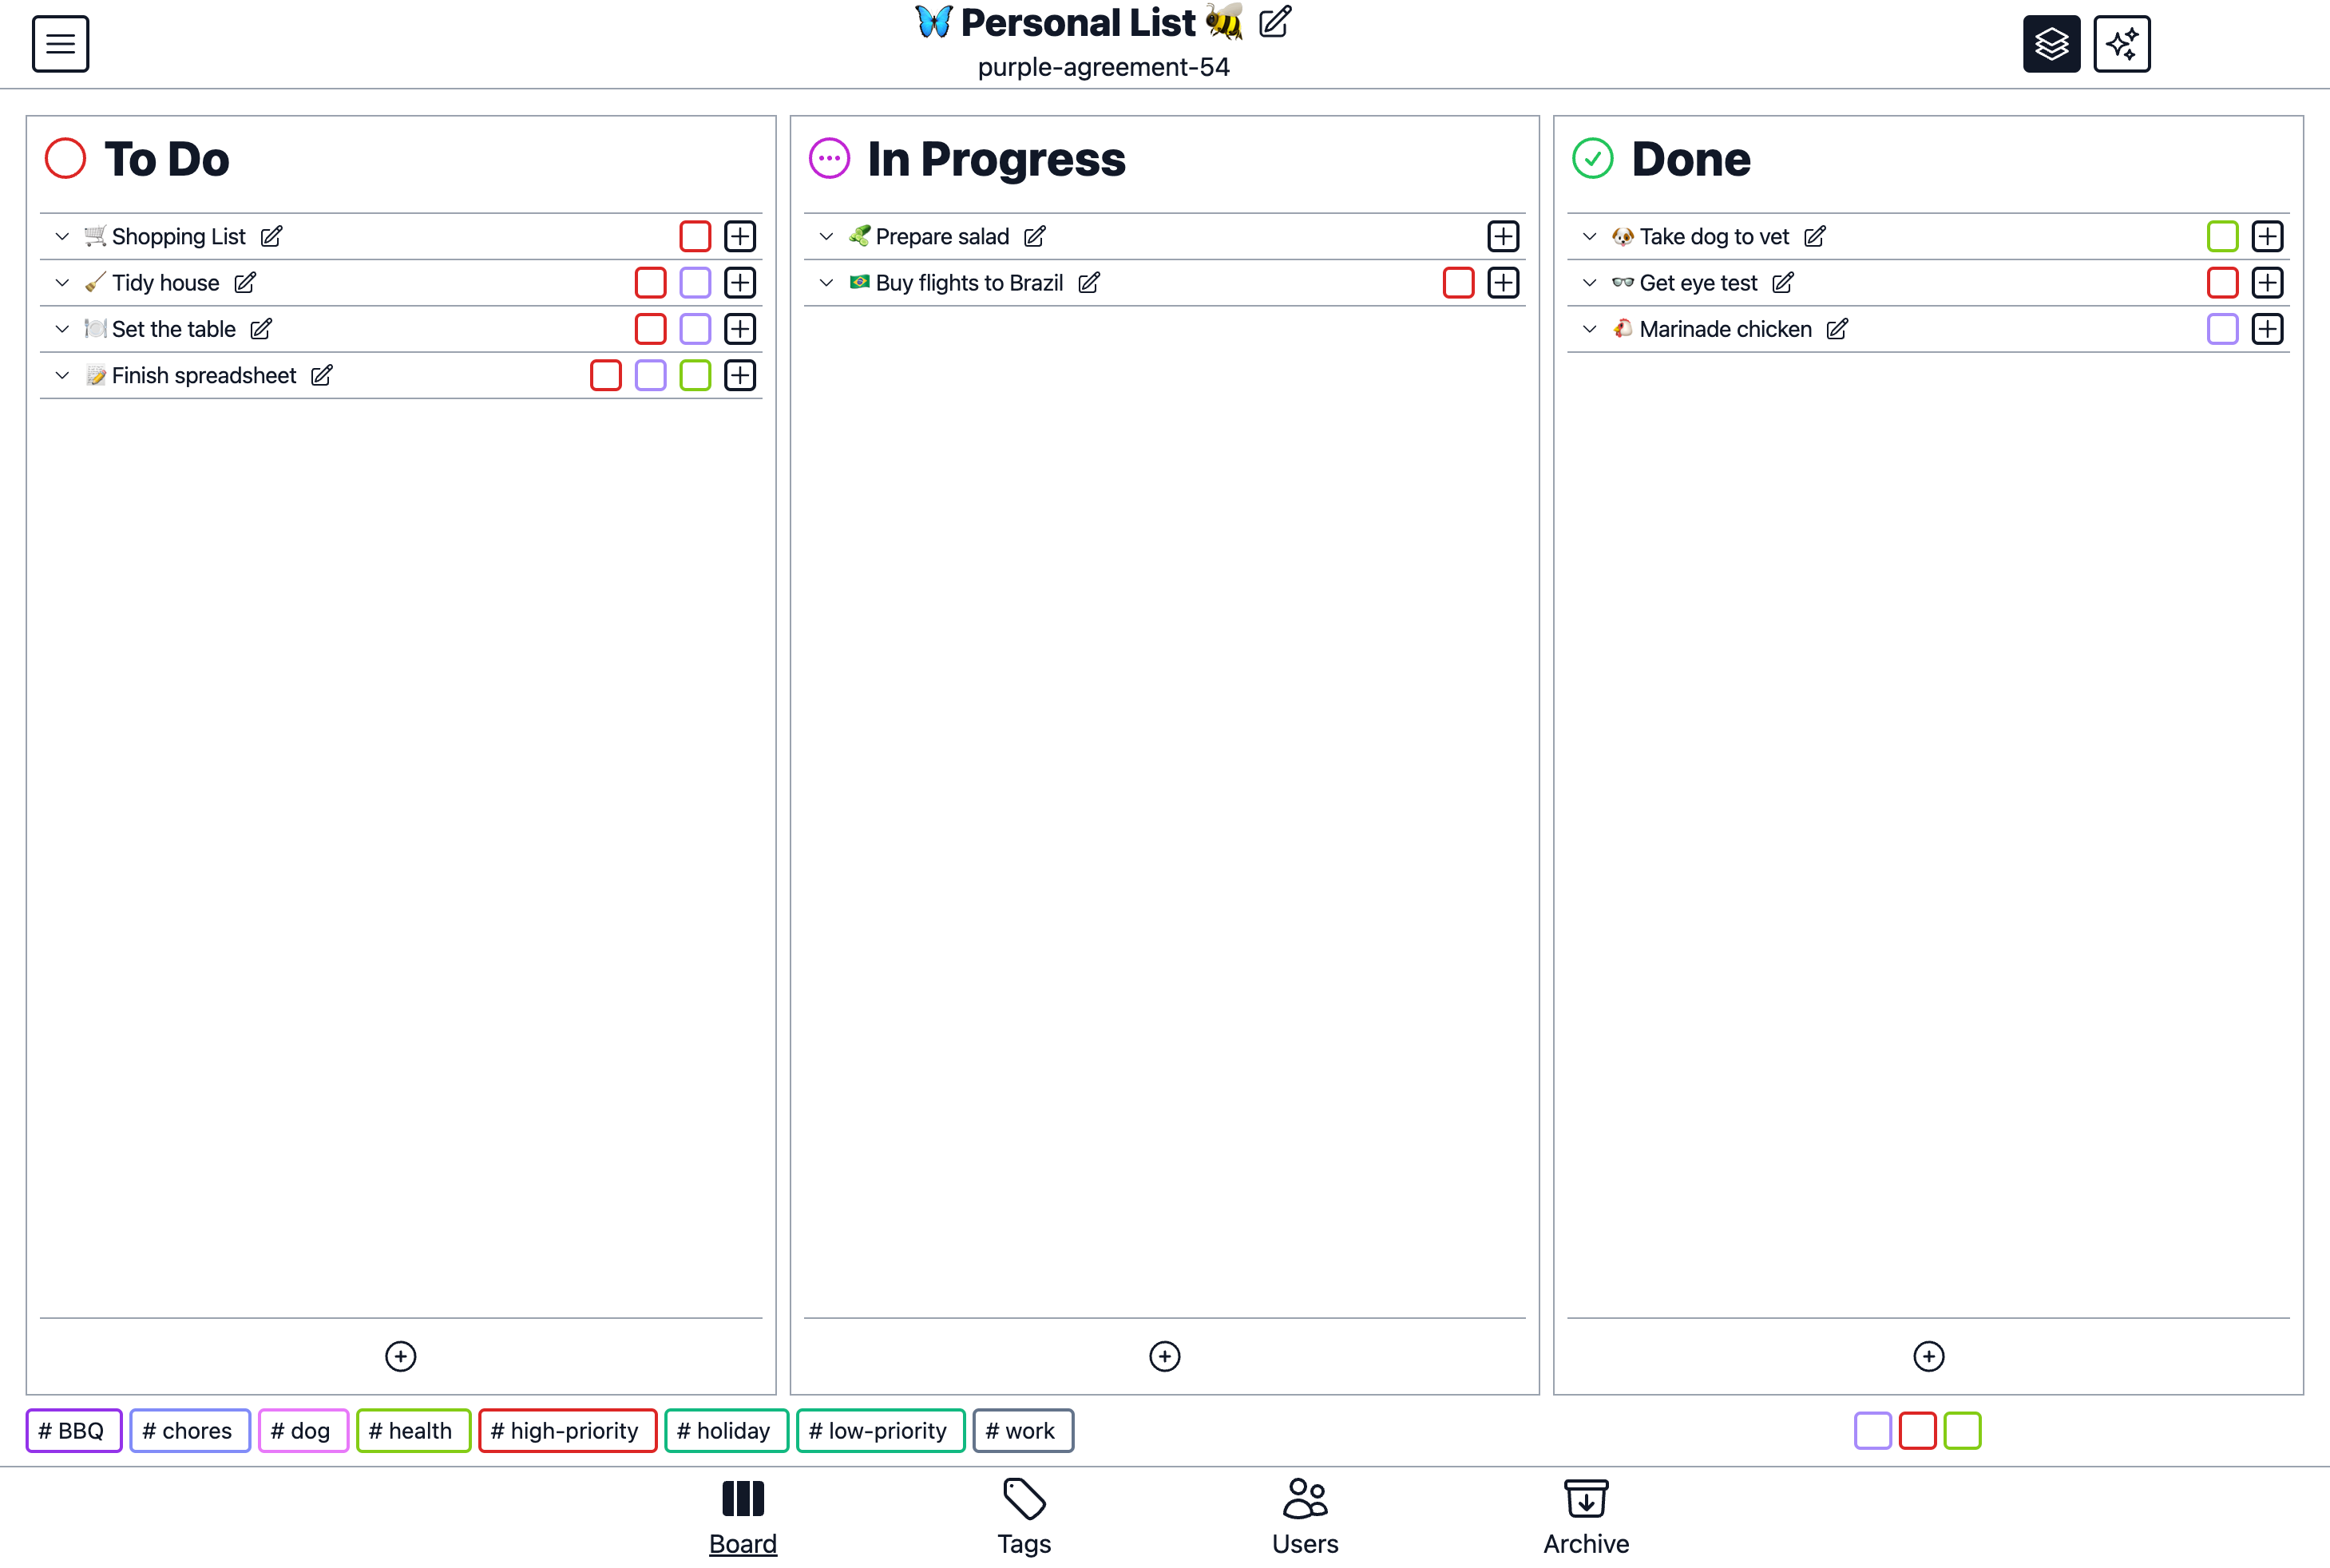 🦋 Personal List 🐝
purple-agreement-54
To Do
🛒 Shopping List
🧹 Tidy house
🍽️ Set the table
📝 Finish spreadsheet
In Progress
🥒 Prepare salad
🇧🇷 Buy flights to Brazil
Done
🐶 Take dog to vet
👓 Get eye test
🐔 Marinade chicken
# BBQ
# chores
# dog
# health
# high-priority
# holiday
# low-priority
# work
Board
Tags
Users
Archive